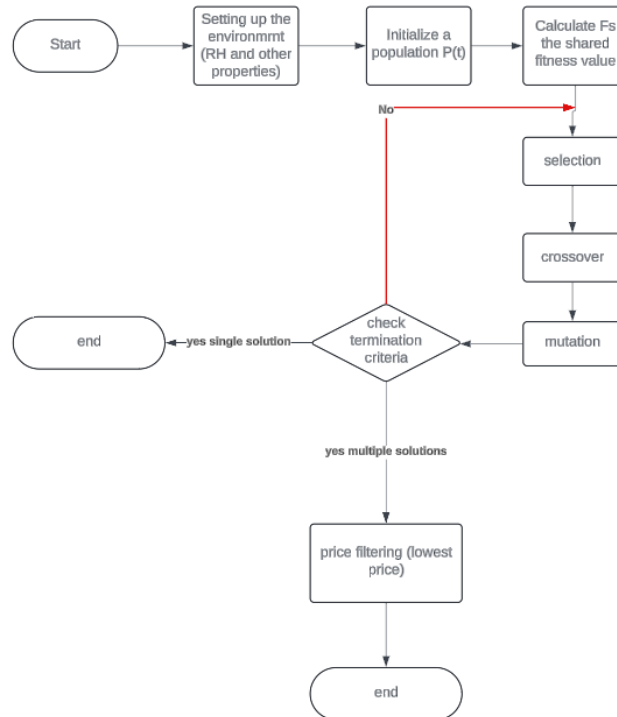 Start
Setting up the
environmrnt
(RH and other
properties)
Initialize a
population P(t)
Calculate Fs
the shared
fitness value
No
selection
crossover
mutation
check
termination
criteria
yes single solution
end
yes multiple solutions
price filtering (lowest
price)
end